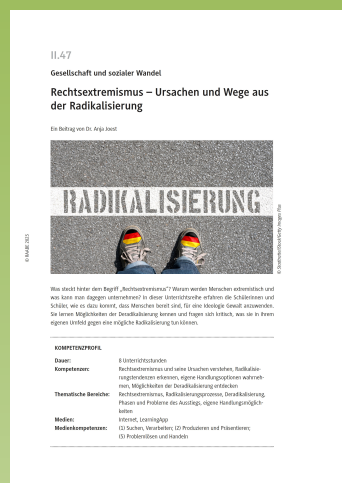 II.47
Gesellschaft und sozialer Wandel
Rechtsextremismus – Ursachen und Wege aus
der Radikalisierung
Ein Beitrag von Dr. Anja Joest
RADIKALISIERUNG
© RAABE 2023
Was steckt hinter dem Begriff „Rechtsextremismus“? Warum werden Menschen extremistisch und
was kann man dagegen unternehmen? In dieser Unterrichtsreihe erfahren die Schülerinnen und
Schüler, wie es dazu kommt, dass Menschen bereit sind, für eine Ideologie Gewalt anzuwenden.
Sie lernen Möglichkeiten der Deradikalisierung kennen und fragen sich kritisch, was sie in ihrem
eigenen Umfeld gegen eine mögliche Radikalisierung tun können.
KOMPETENZPROFIL
Dauer: 8 Unterrichtsstunden
Kompetenzen: Rechtsextremismus und seine Ursachen verstehen, Radikalisie-
rungstendenzen erkennen, eigene Handlungsoptionen wahrneh-
men, Möglichkeiten der Deradikalisierung entdecken
Thematische Bereiche: Rechtsextremismus, Radikalisierungsprozesse, Deradikalisierung,
Phasen und Probleme des Ausstiegs, eigene Handlungsmöglich-
keiten
Medien: Internet, LearningApp
Medienkompetenzen: (1) Suchen, Verarbeiten; (2) Produzieren und Präsentieren;
(5) Problemlösen und Handeln